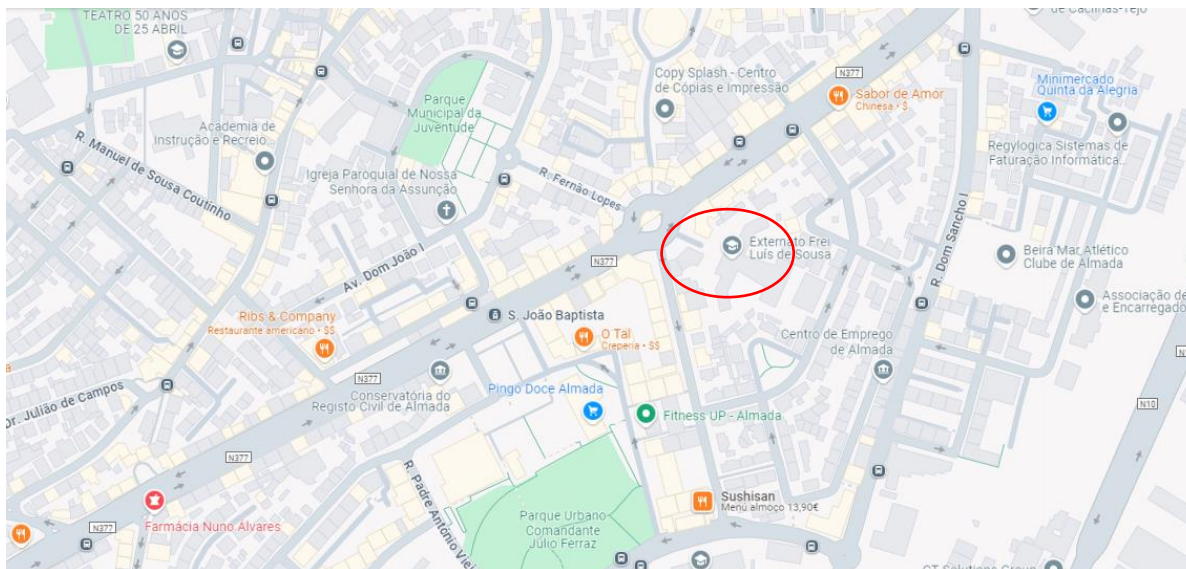 TEATRO 50 ANOS
DE 25 ABRIL
de Cacilhas-Tejo
Copy Splash - Centro
de Cópias e Impressão
N377
Sabor de Amor
Chinesa • $
Minimercado
Quinta da Alegria
Parque
Municipal da
Juventude
Academia de
Instrução e Recreio...
R. Manuel de Sousa Coutinho
Regylogica Sistemas de
Faturação Informática...
Igreja Paroquial de Nossa
Senhora da Assunção
R. Fernão Lopes
Externato Frei
Luís de Sousa
R. Dom Sancho I
Beira Mar Atlético
Clube de Almada
Av. Dom João I
N377
Associação de
e Encarregado
Ribs & Company
Restaurante americano • $$
S. João Baptista
O Tal
Creperia • $$
Centro de Emprego
de Almada
Dr. Julião de Campos
N377
Conservatória do
Registo Civil de Almada
Pingo Doce Almada
Fitness UP - Almada
N10
N377
R. Padre António Vie
Sushisan
Menu almoço 13,90€
Farmácia Nuno Alvares
N377
Parque Urbano
Comandante
Júlio Ferraz